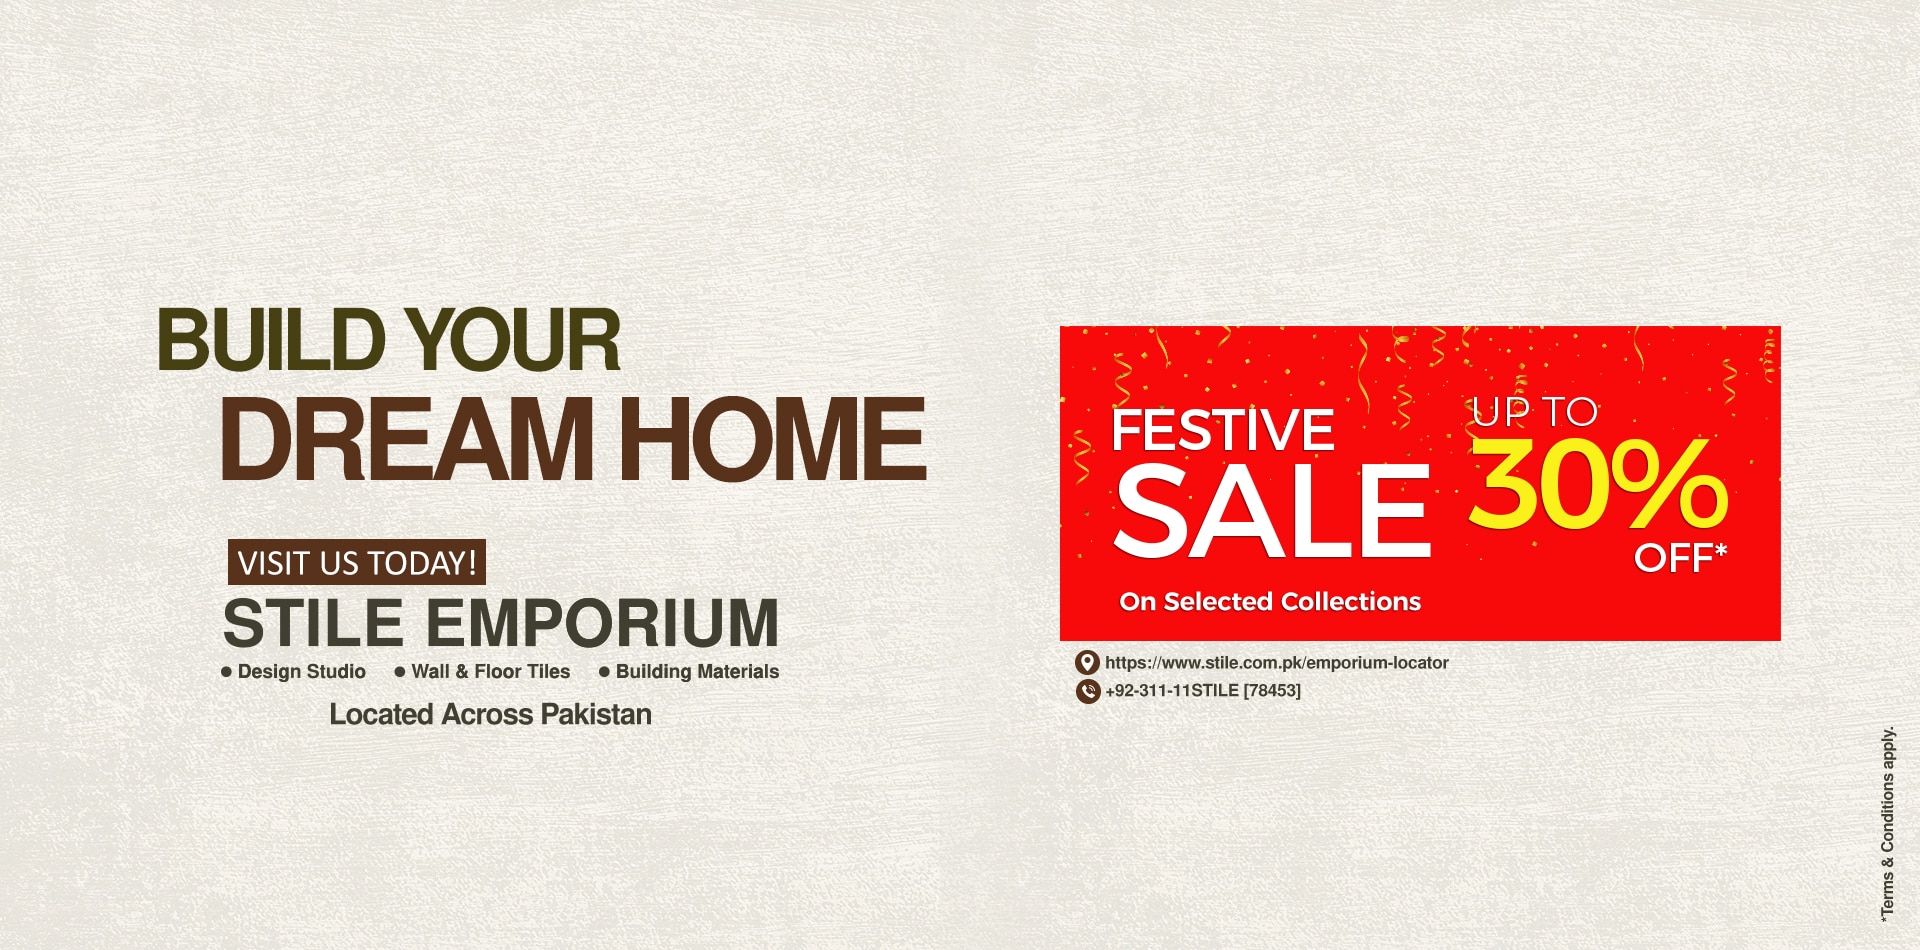 BUILD YOUR
DREAM HOME
VISIT US TODAY!
STILE EMPORIUM
● Design Studio ● Wall & Floor Tiles ● Building Materials
Located Across Pakistan
FESTIVE
SALE
On Selected Collections
UP TO
30%
OFF*
https://www.stile.com.pk/emporium-locator
+92-311-11STILE [78453]
*Terms & Conditions apply.